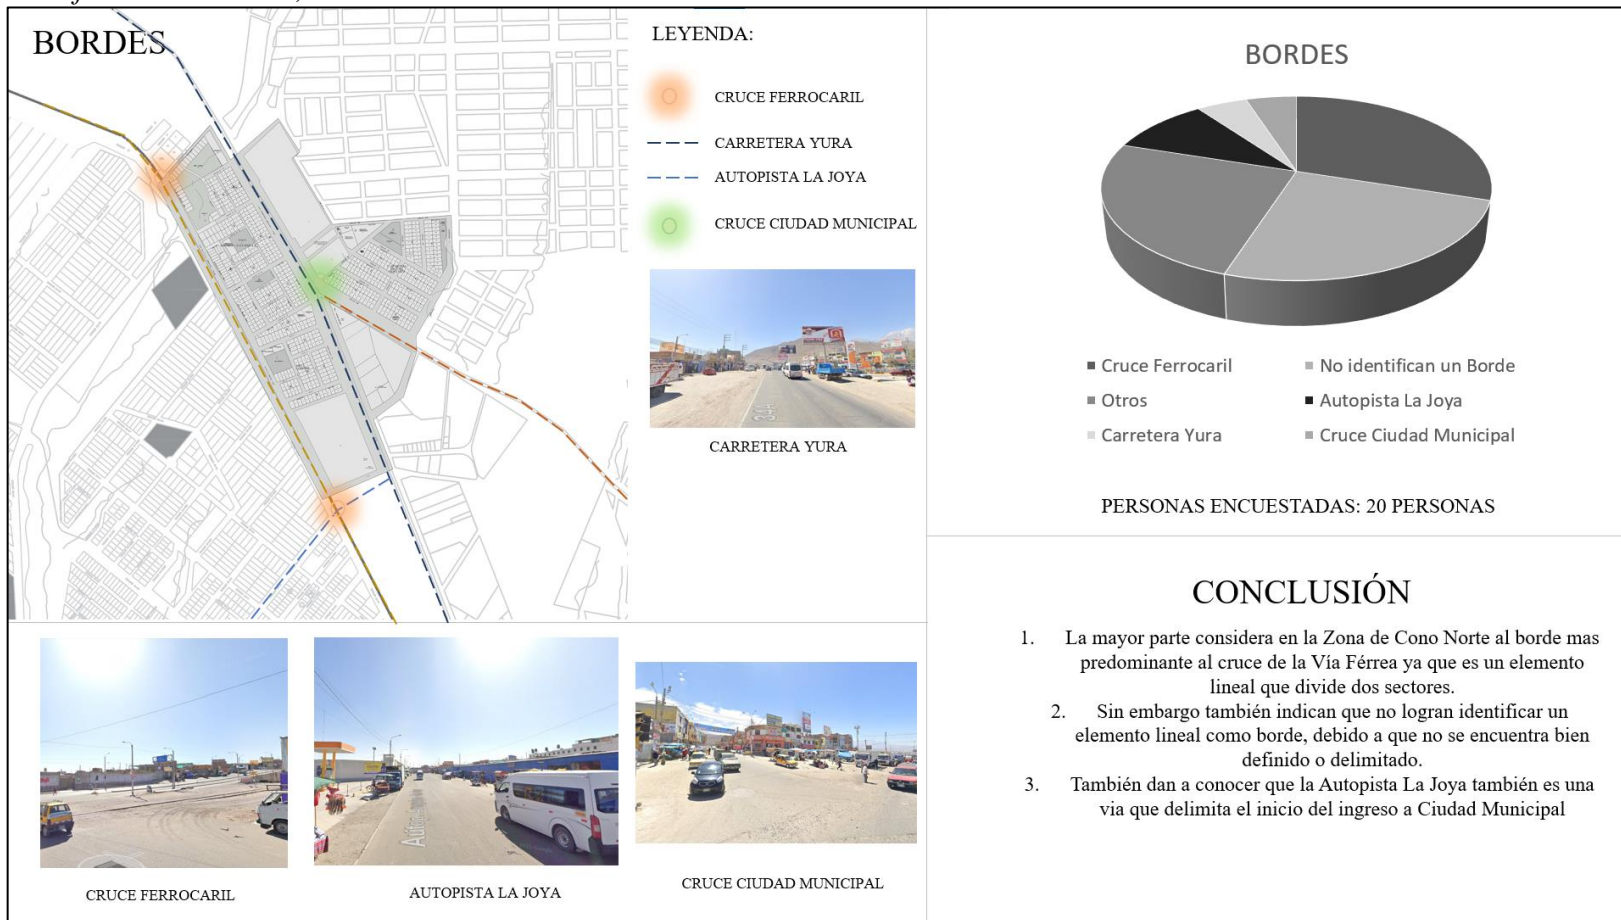 BORDES
LEYENDA:
CRUCE FERROCARIL
CARRETERA YURA
AUTOPISTA LA JOYA
CRUCE CIUDAD MUNICIPAL
34A
CARRETERA YURA
CRUCE FERROCARIL
AUTOPISTA LA JOYA
CRUCE CIUDAD MUNICIPAL
BORDES
Cruce Ferrocaril
No identifican un Borde
Otros
Autopista La Joya
Carretera Yura
Cruce Ciudad Municipal
PERSONAS ENCUESTADAS: 20 PERSONAS
CONCLUSIÓN
1. La mayor parte considera en la Zona de Cono Norte al borde mas
predominante al cruce de la Vía Férrea ya que es un elemento
lineal que divide dos sectores.
2. Sin embargo también indican que no logran identificar un
elemento lineal como borde, debido a que no se encuentra bien
definido o delimitado.
3. También dan a conocer que la Autopista La Joya también es una
via que delimita el inicio del ingreso a Ciudad Municipal